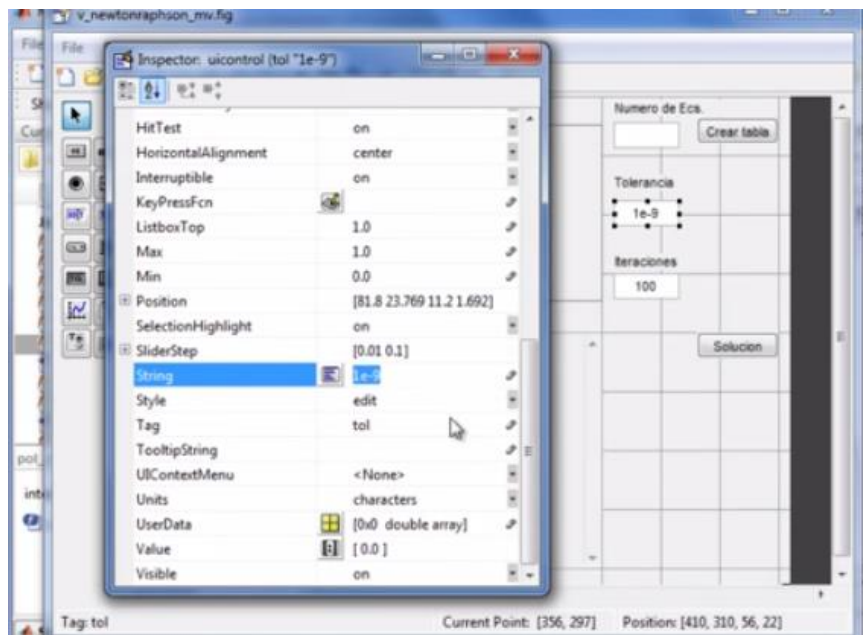 v_newtonraphson_mv.fig
File
File
Inspector: uicontrol (tol "1e-9")
HitTest on
HorizontalAlignment center
Interruptible on
KeyPressFcn
ListboxTop 1.0
Max 1.0
Min 0.0
Position [81.8 23.769 11.2 1.692]
SelectionHighlight on
SliderStep [0.01 0.1]
String 1e-9
Style edit
Tag tol
TooltipString
UIContextMenu <None>
Units characters
UserData [0x0 double array]
Value [ 0.0 ]
Visible on
Numero de Ecs.
Crear tabla
Tolerancia
1e-9
Iteraciones
100
Solucion
pol_
Tag: tol
Current Point: [356, 297]
Position: [410, 310, 56, 22]